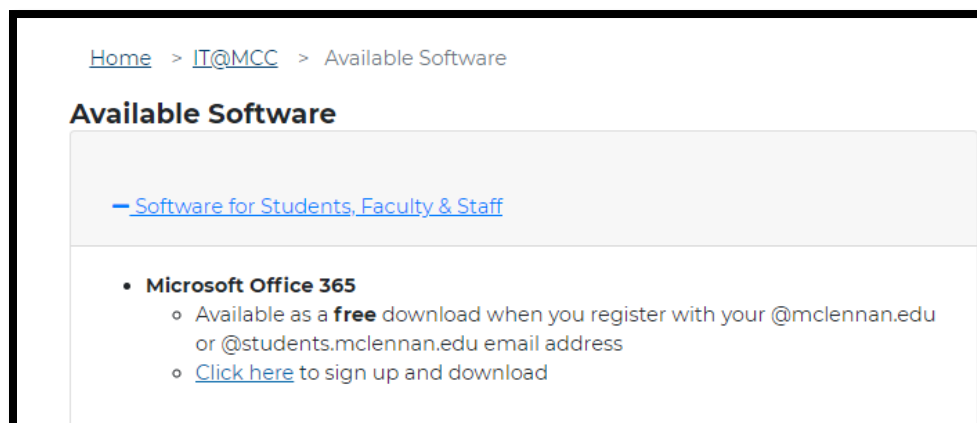 Home > IT@MCC > Available Software
Available Software
Software for Students, Faculty & Staff
• Microsoft Office 365
○ Available as a free download when you register with your @mclennan.edu
or @students.mclennan.edu email address
○ Click here to sign up and download